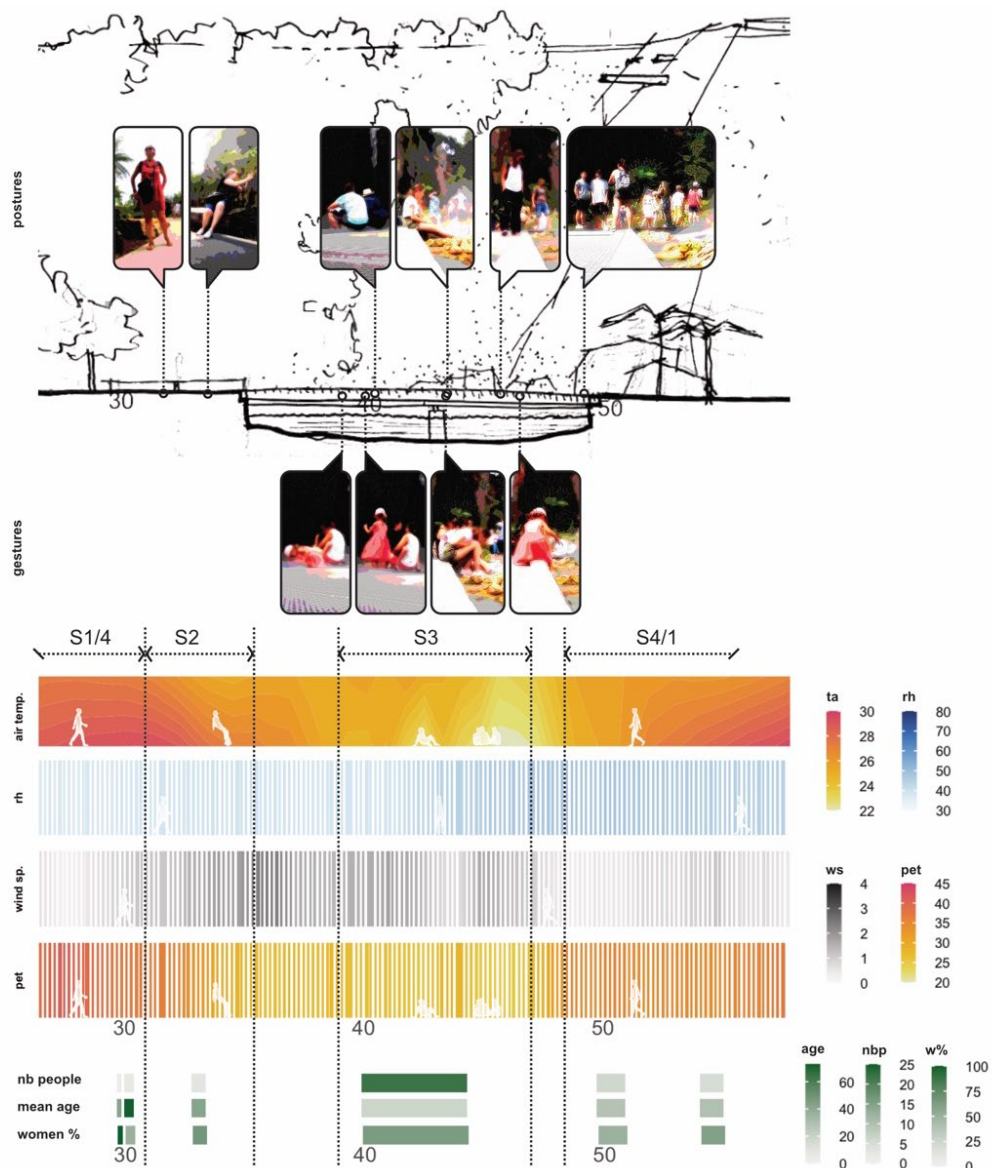 postures
30
40
50
gestures
S1/4
S2
S3
S4/1
air temp.
rh
wind sp.
pet
30
40
50
ta
30
28
26
24
22
rh
80
70
60
50
40
30
ws
4
3
2
1
0
pet
45
40
35
30
25
20
nb people
mean age
women %
30
40
50
age
60
40
20
0
nbp
25
20
15
10
5
0
w%
100
75
50
25
0